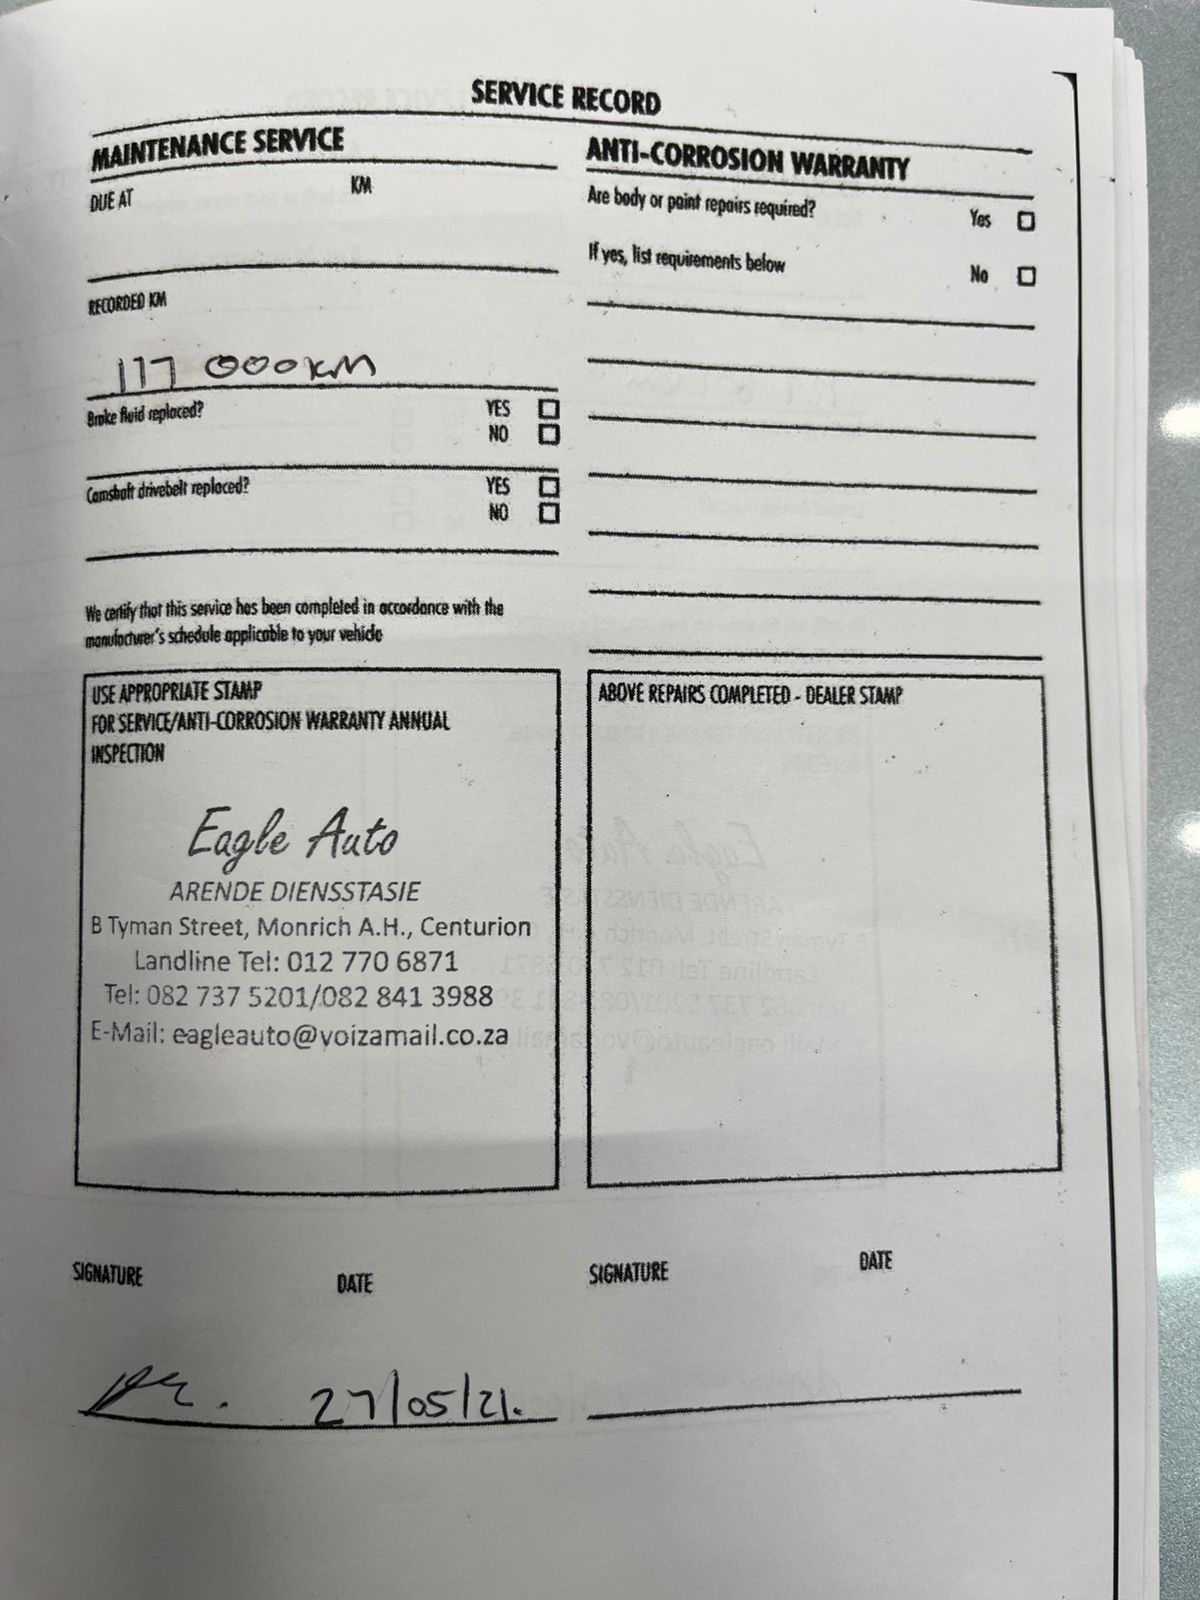 SERVICE RECORD
MAINTENANCE SERVICE
DUE AT KM
RECORDED KM
117 000KM
Brake fluid replaced? YES
NO
Camshaft drivebelt replaced? YES
NO
We certify that this service has been completed in accordance with the
manufacturer's schedule applicable to your vehicle
USE APPROPRIATE STAMP
FOR SERVICE/ANTI-CORROSION WARRANTY ANNUAL
INSPECTION
Eagle Auto
ARENDE DIENSSTASIE
B Tyman Street, Monrich A.H., Centurion
Landline Tel: 012 770 6871
Tel: 082 737 5201/082 841 3988
E-Mail: eagleauto@voizamail.co.za
SIGNATURE DATE
27/05/21.
ANTI-CORROSION WARRANTY
Are body or paint repairs required? Yes
If yes, list requirements below No
ABOVE REPAIRS COMPLETED - DEALER STAMP
SIGNATURE DATE